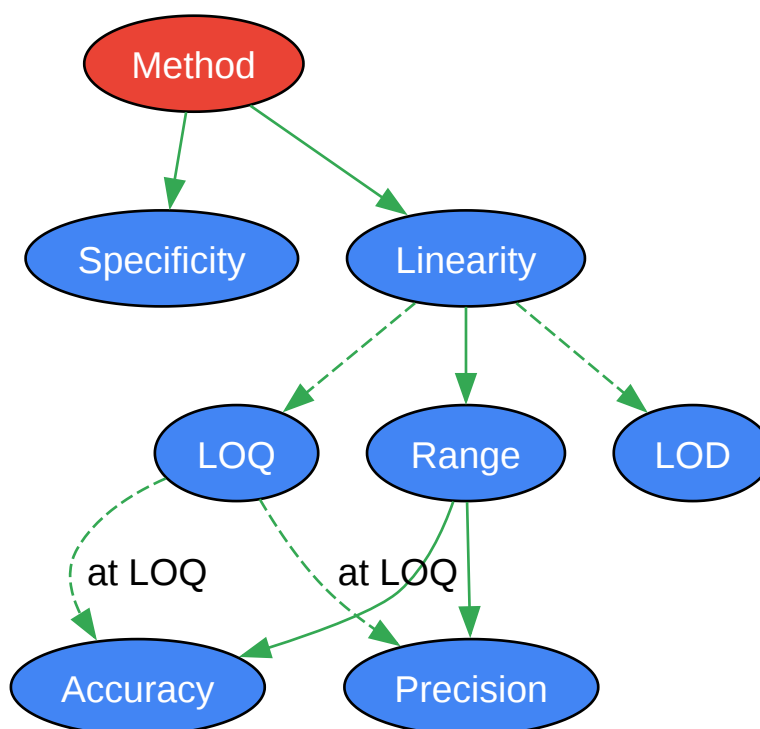 Method
Specificity
Linearity
LOQ
Range
LOD
at LOQ
at LOQ
Accuracy
Precision